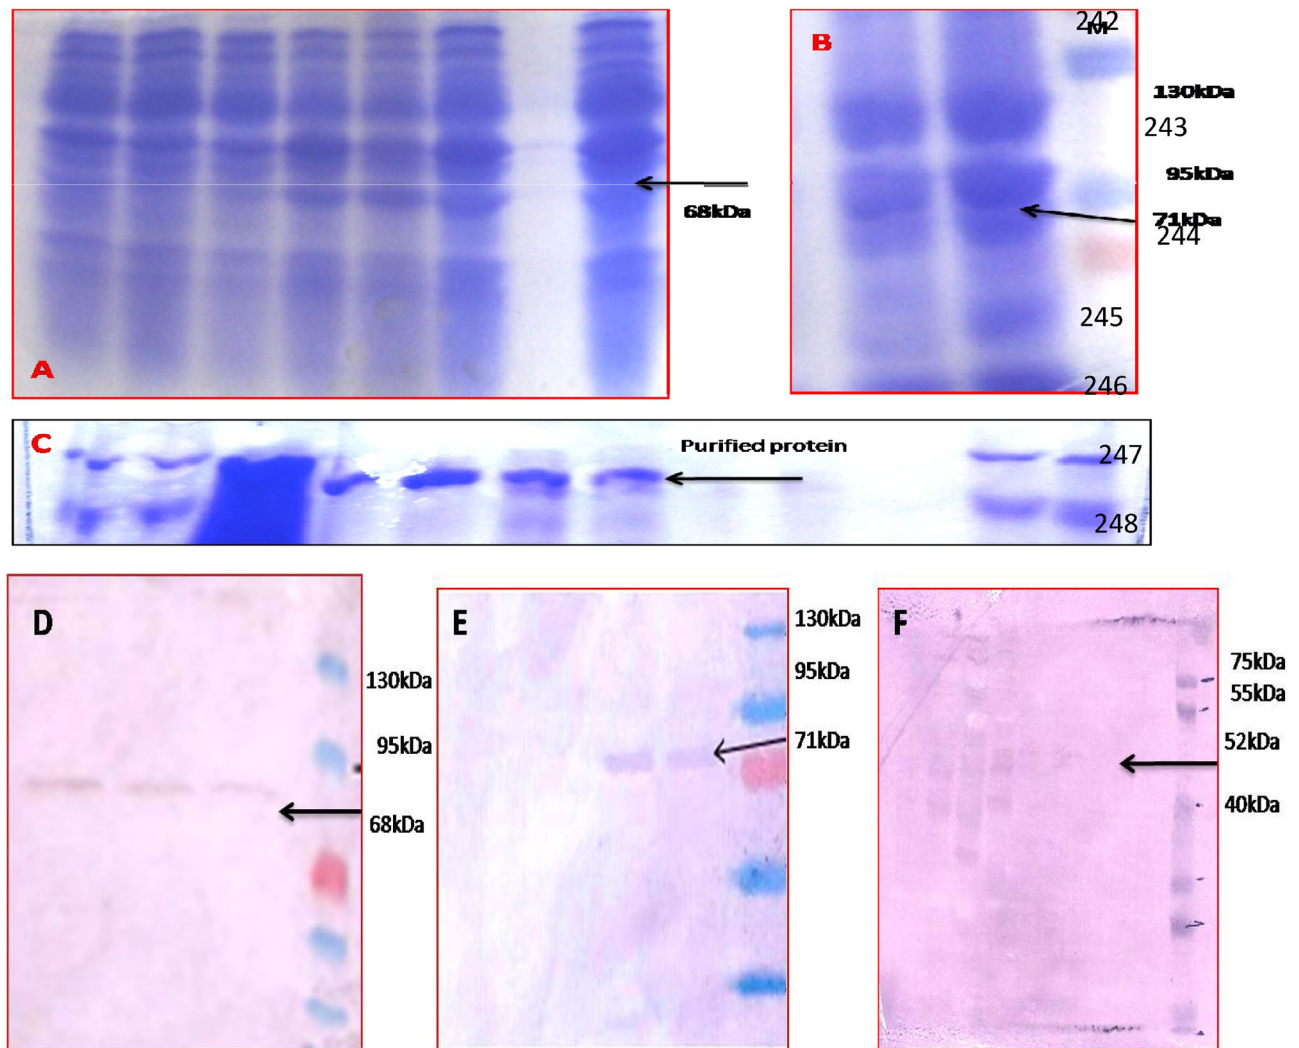 A
68kDa
B
242
M
130kDa
243
95kDa
71kDa
244
245
246
C
Purified protein
247
248
D
130kDa
95kDa
68kDa
E
130kDa
95kDa
71kDa
F
75kDa
55kDa
52kDa
40kDa